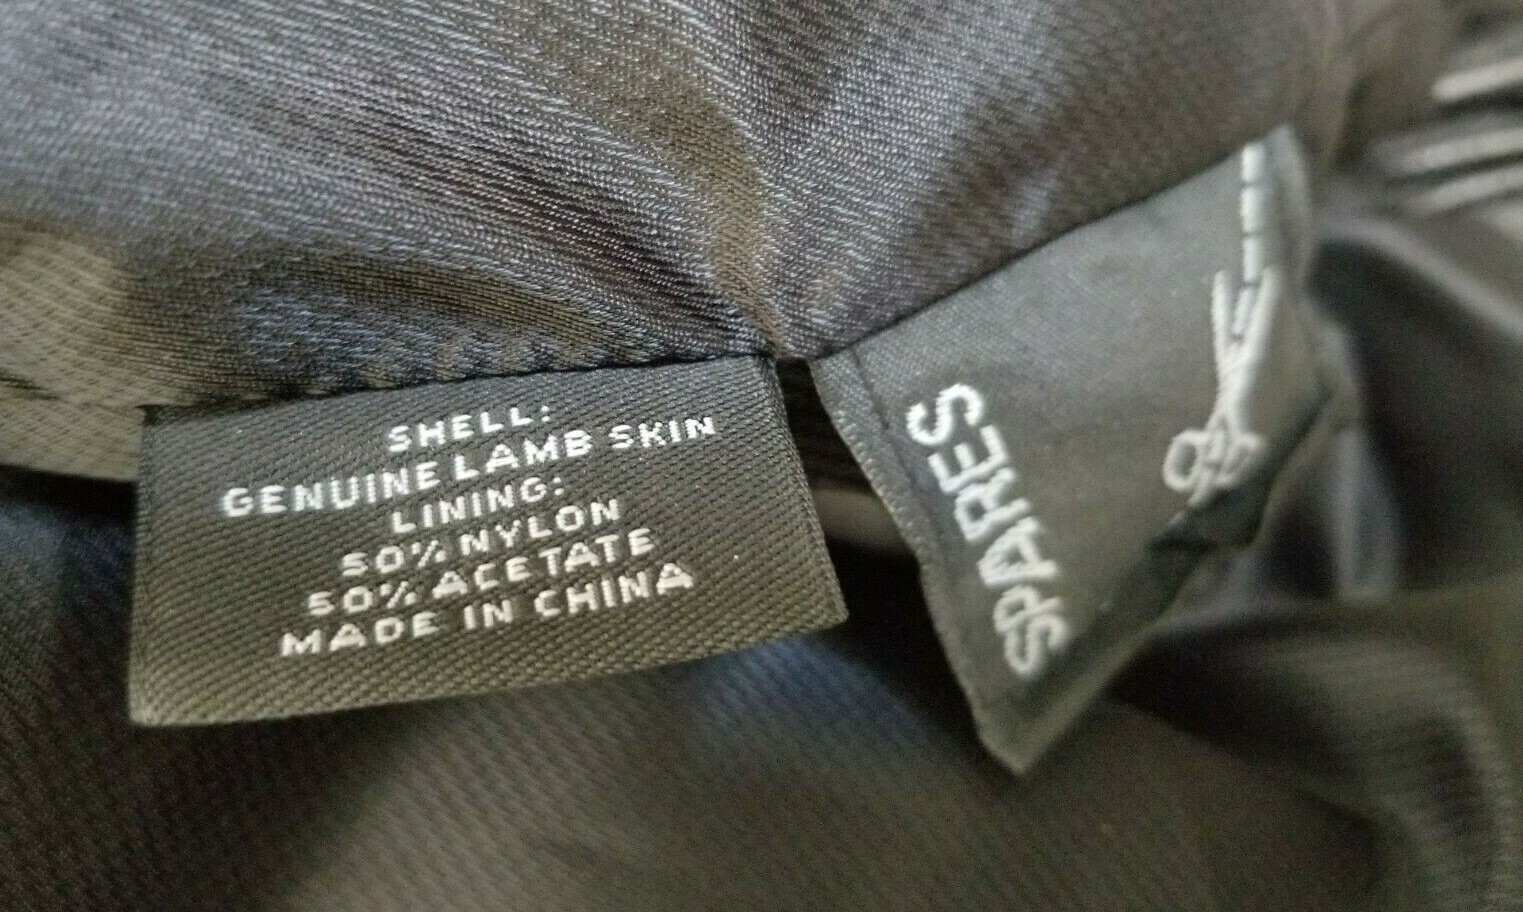 SHELL:
GENUINE LAMB SKIN
LINING:
50% NYLON
50% ACETATE
MADE IN CHINA
SPARES